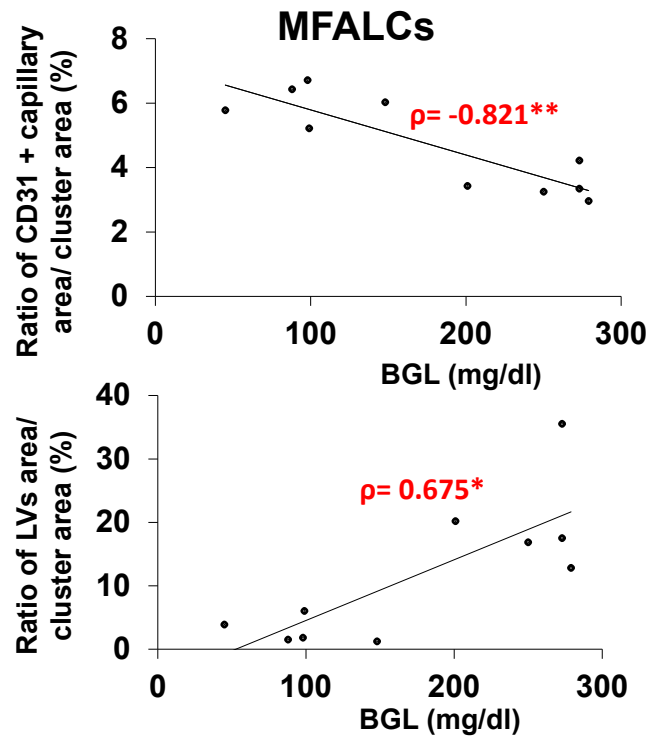 MFALCs
Ratio of CD31 + capillary
area/ cluster area (%)
8
6
4
2
0
ρ= -0.821**
0 100 200 300
BGL (mg/dl)
Ratio of LVs area/
cluster area (%)
40
30
20
10
0
ρ= 0.675*
0 100 200 300
BGL (mg/dl)